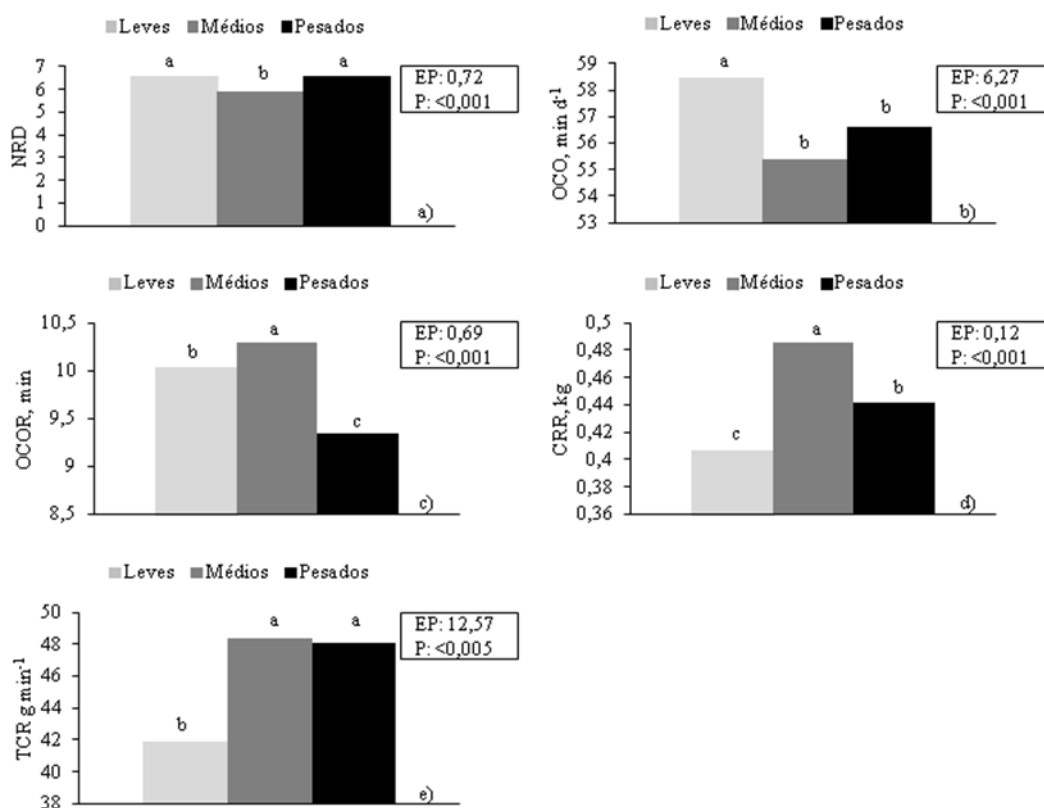 Leves Médios Pesados
NRD
7
6
5
4
3
2
1
0
a
b
a
EP: 0,72
P: <0,001
a)
Leves Médios Pesados
OCO, min d⁻¹
59
58
57
56
55
54
53
a
b
b
EP: 6,27
P: <0,001
b)
Leves Médios Pesados
OCOR, min
10,5
10
9,5
9
8,5
b
a
c
EP: 0,69
P: <0,001
c)
Leves Médios Pesados
CRR, kg
0,5
0,48
0,46
0,44
0,42
0,4
0,38
0,36
c
a
b
EP: 0,12
P: <0,001
d)
Leves Médios Pesados
TCR g min⁻¹
50
48
46
44
42
40
38
b
a
a
EP: 12,57
P: <0,005
e)